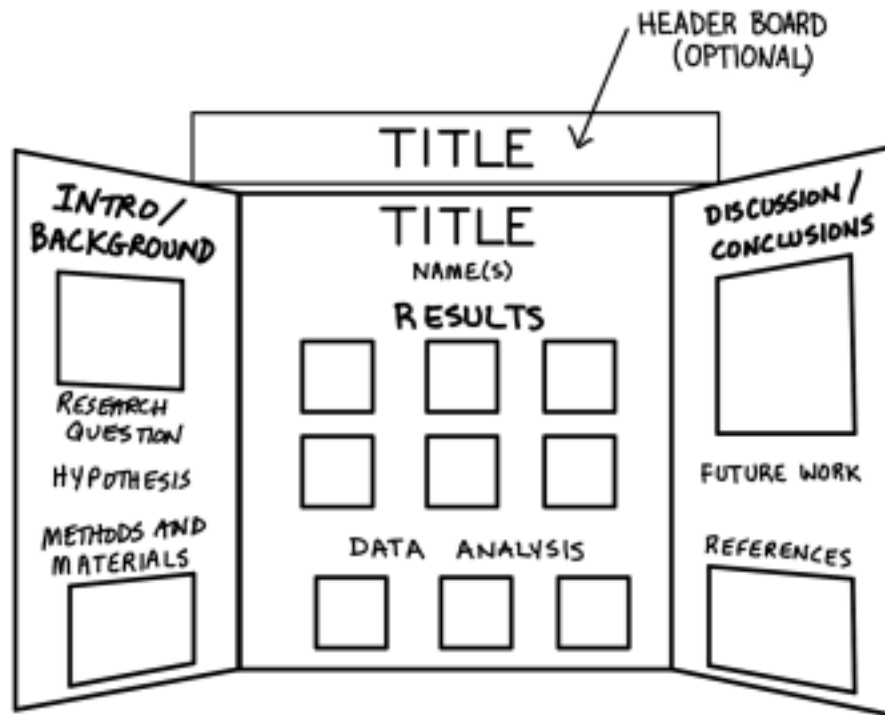 HEADER BOARD
(OPTIONAL)
TITLE
INTRO/
BACKGROUND
RESEARCH
QUESTION
HYPOTHESIS
METHODS AND
MATERIALS
TITLE
NAME(S)
RESULTS
DATA ANALYSIS
DISCUSSION/
CONCLUSIONS
FUTURE WORK
REFERENCES